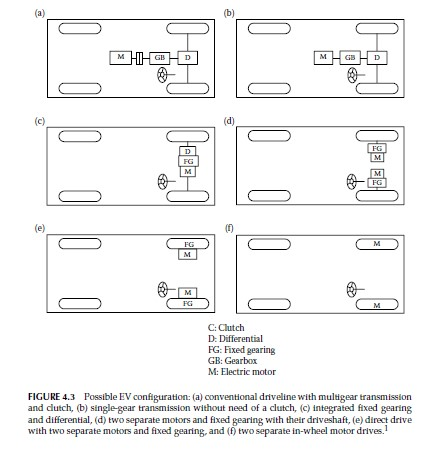 (a)
(b)
M GB D
M GB D
(c)
(d)
D
FG
M
FG
M
M
FG
(e)
(f)
FG
M
M
FG
M
M
C: Clutch
D: Differential
FG: Fixed gearing
GB: Gearbox
M: Electric motor
FIGURE 4.3 Possible EV configuration: (a) conventional driveline with multigear transmission
and clutch, (b) single-gear transmission without need of a clutch, (c) integrated fixed gearing
and differential, (d) two separate motors and fixed gearing with their driveshaft, (e) direct drive
with two separate motors and fixed gearing, and (f) two separate in-wheel motor drives.1